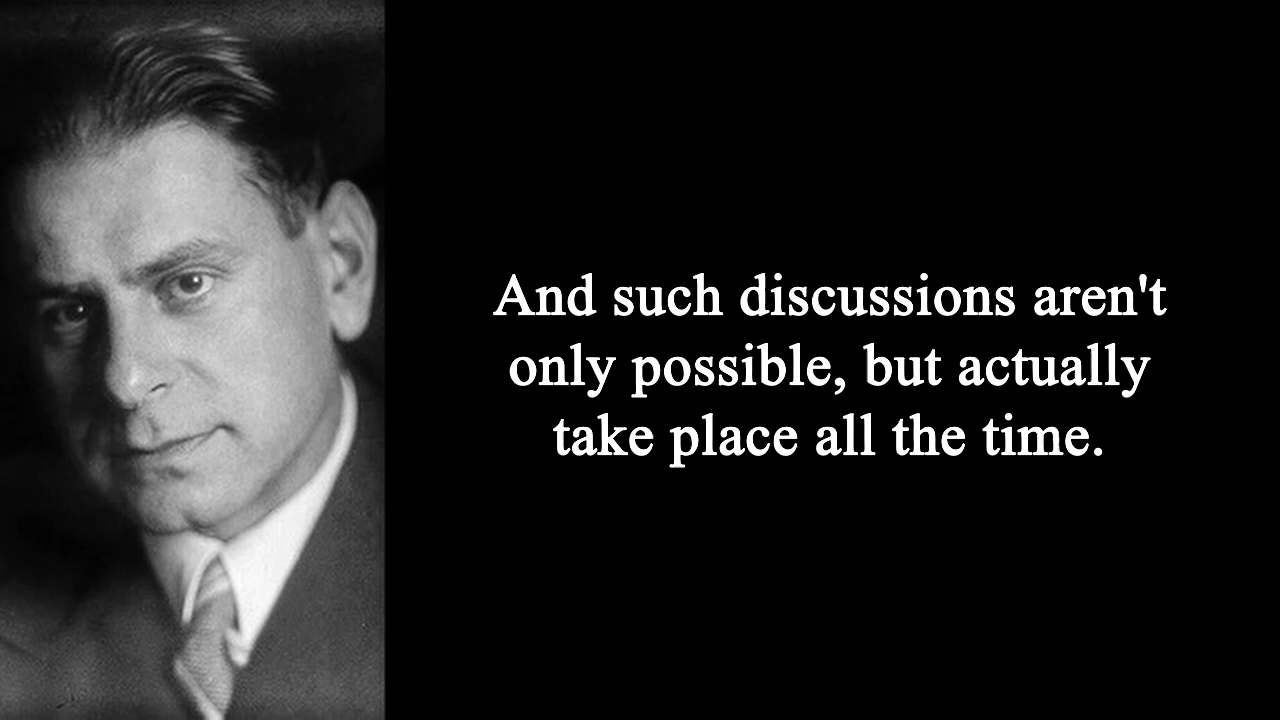 And such discussions aren't
only possible, but actually
take place all the time.